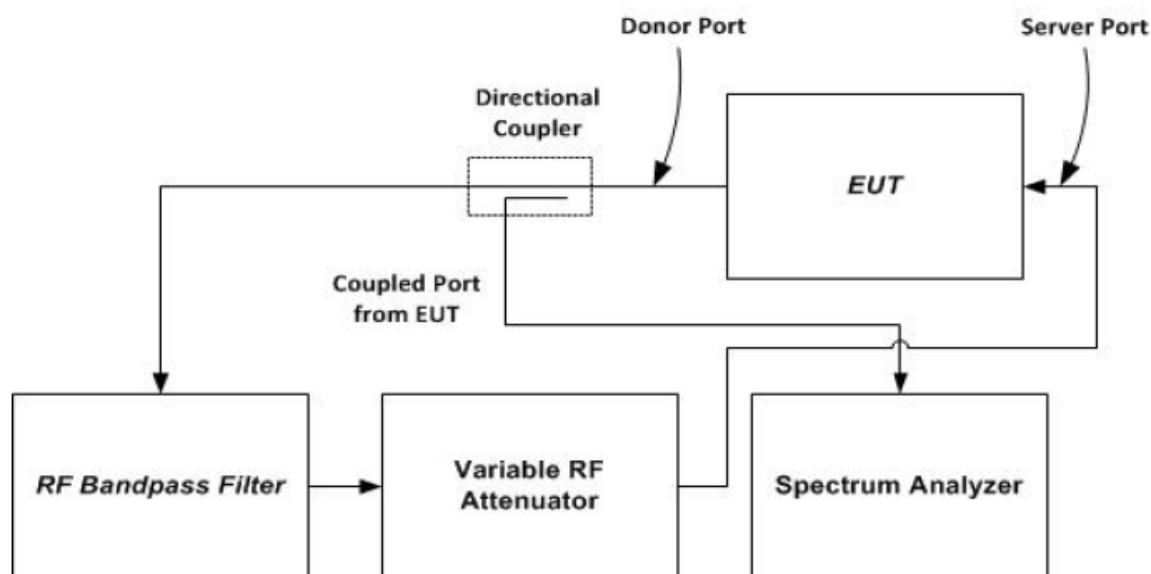 Donor Port
Server Port
Directional
Coupler
EUT
Coupled Port
from EUT
RF Bandpass Filter
Variable RF
Attenuator
Spectrum Analyzer